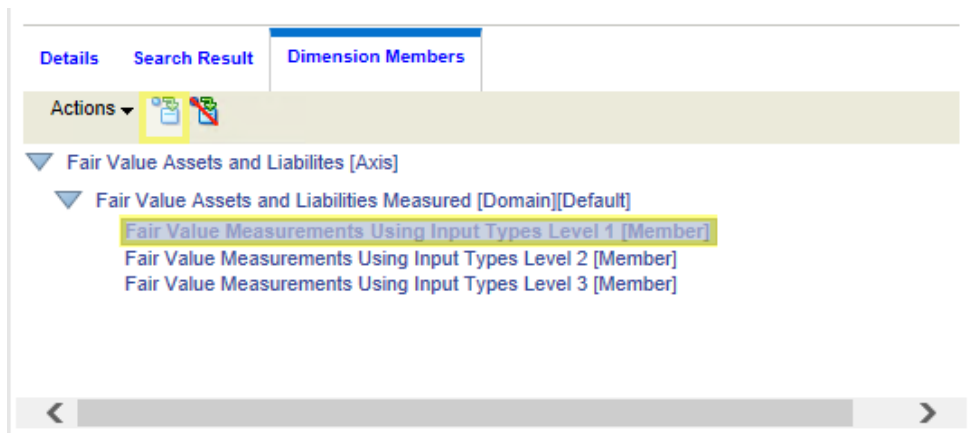 Details Search Result Dimension Members
Actions
Fair Value Assets and Liabilites [Axis]
Fair Value Assets and Liabilities Measured [Domain][Default]
Fair Value Measurements Using Input Types Level 1 [Member]
Fair Value Measurements Using Input Types Level 2 [Member]
Fair Value Measurements Using Input Types Level 3 [Member]